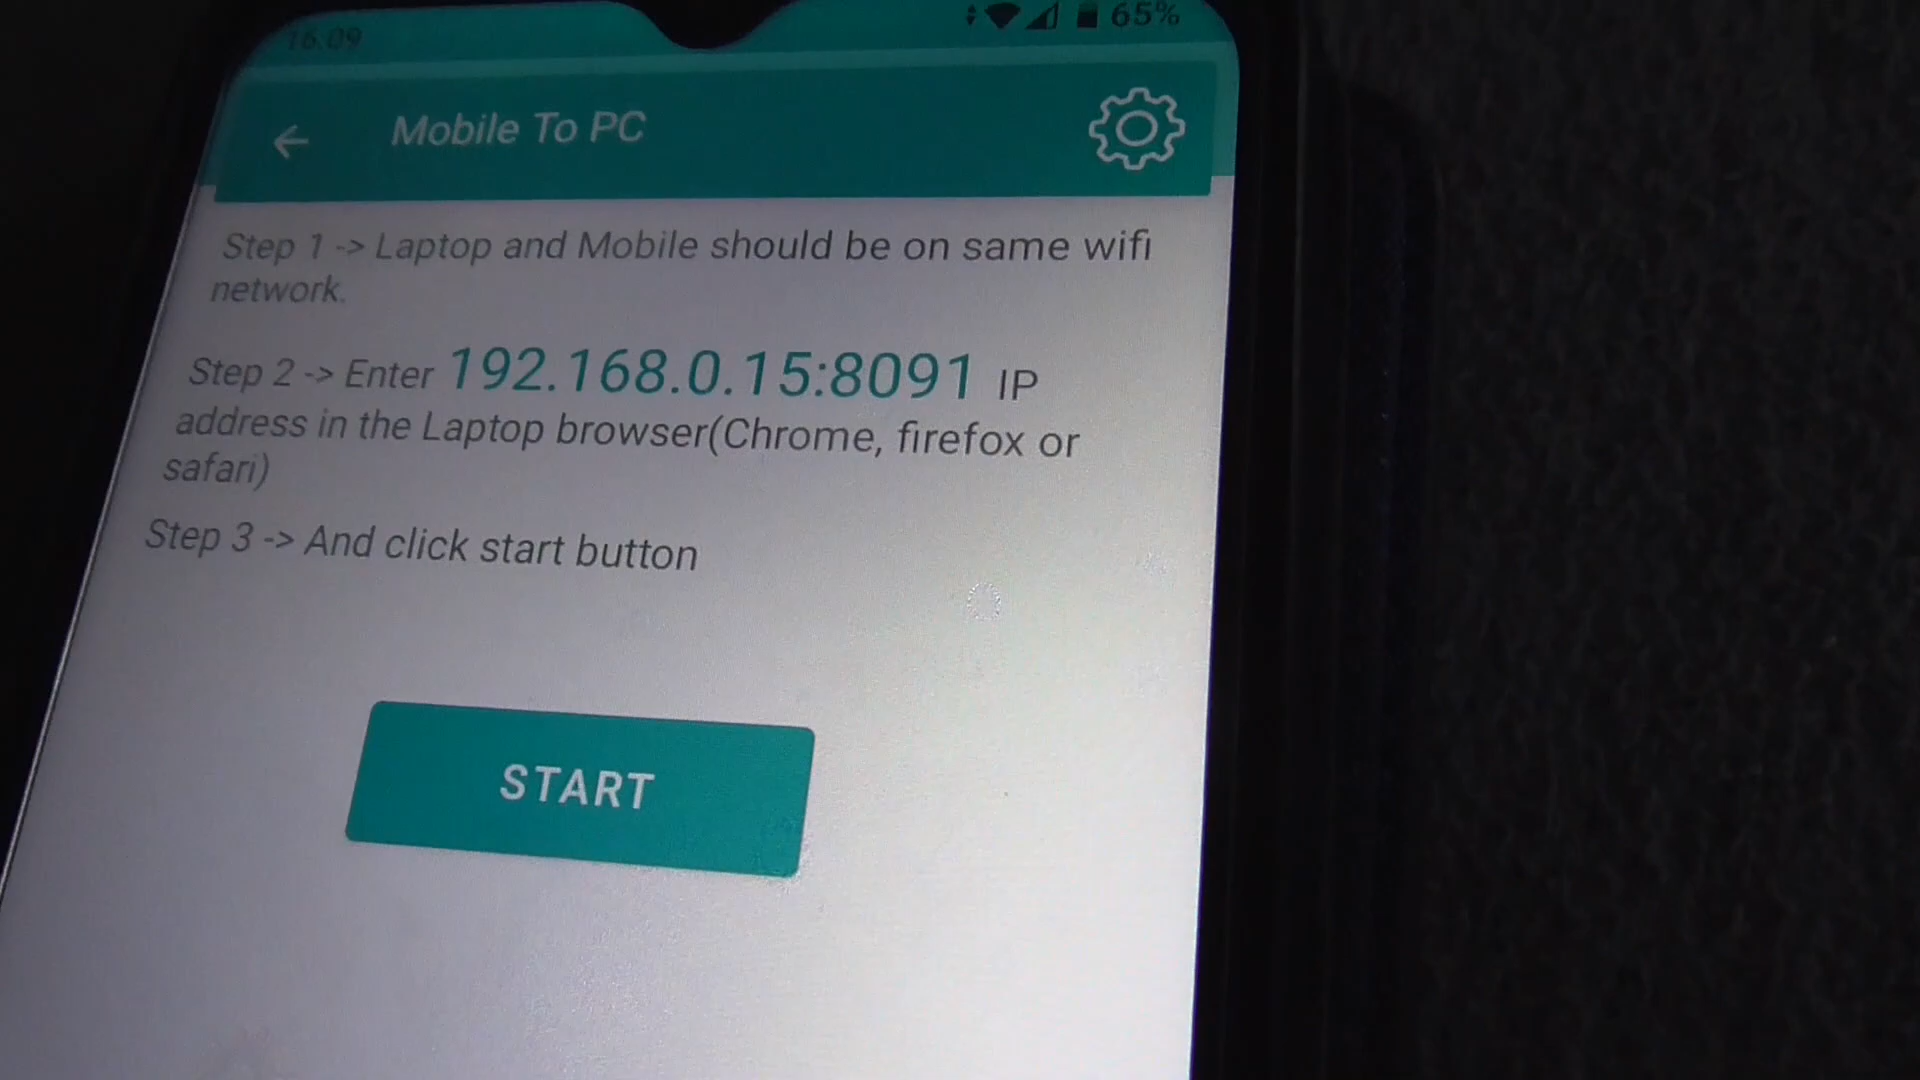 16:09 65%
Mobile To PC
Step 1 -> Laptop and Mobile should be on same wifi
network.
Step 2 -> Enter 192.168.0.15:8091 IP
address in the Laptop browser(Chrome, firefox or
safari)
Step 3 -> And click start button
START